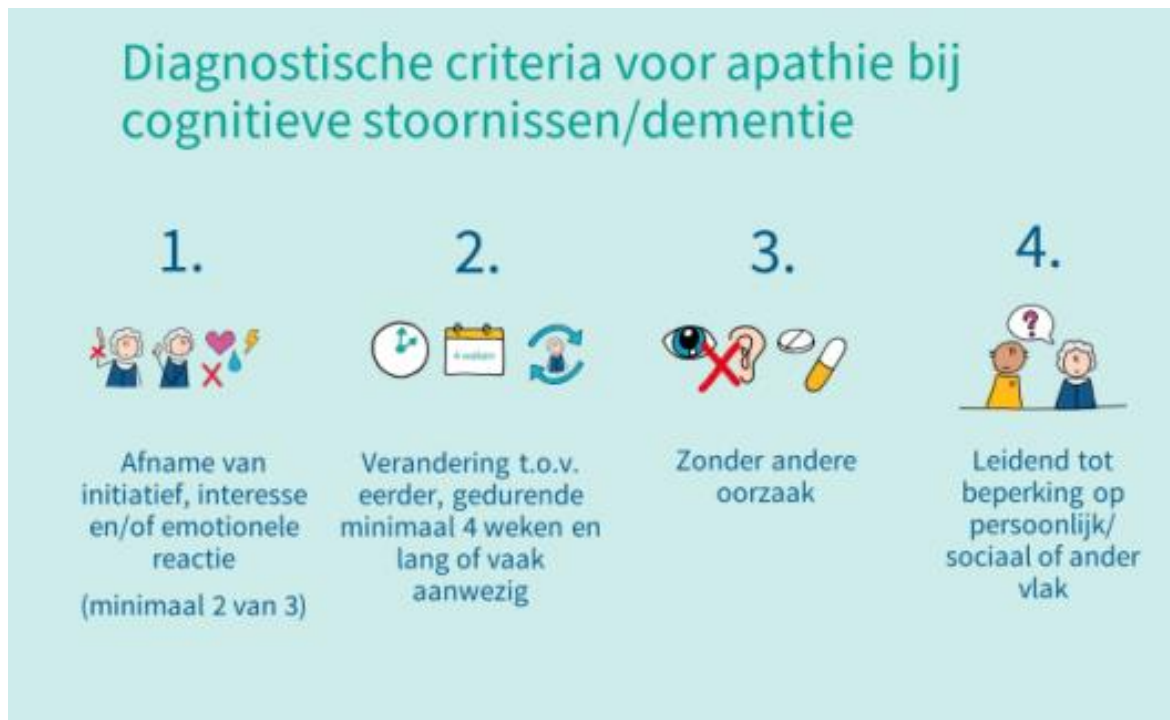 Diagnostische criteria voor apathie bij
cognitieve stoornissen/dementie
1.
Afname van
initiatief, interesse
en/of emotionele
reactie
(minimaal 2 van 3)
2.
4 weken
Verandering t.o.v.
eerder, gedurende
minimaal 4 weken en
lang of vaak
aanwezig
3.
Zonder andere
oorzaak
4.
?
Leidend tot
beperking op
persoonlijk/
sociaal of ander
vlak